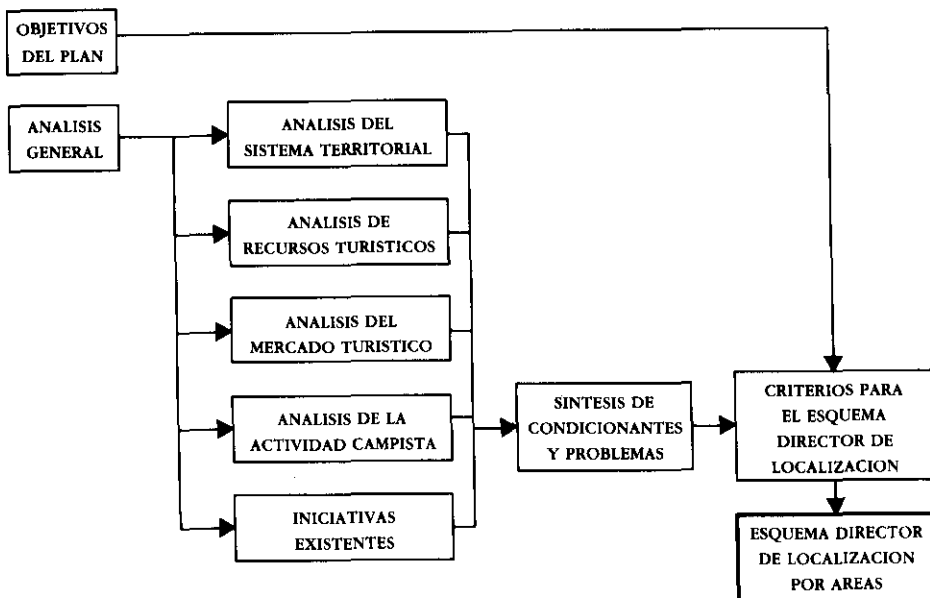 OBJETIVOS
DEL PLAN
ANALISIS
GENERAL
ANALISIS DEL
SISTEMA TERRITORIAL
ANALISIS DE
RECURSOS TURISTICOS
ANALISIS DEL
MERCADO TURISTICO
ANALISIS DE LA
ACTIVIDAD CAMPISTA
INICIATIVAS
EXISTENTES
SINTESIS DE
CONDICIONANTES
Y PROBLEMAS
CRITERIOS PARA
EL ESQUEMA
DIRECTOR DE
LOCALIZACION
ESQUEMA DIRECTOR
DE LOCALIZACION
POR AREAS